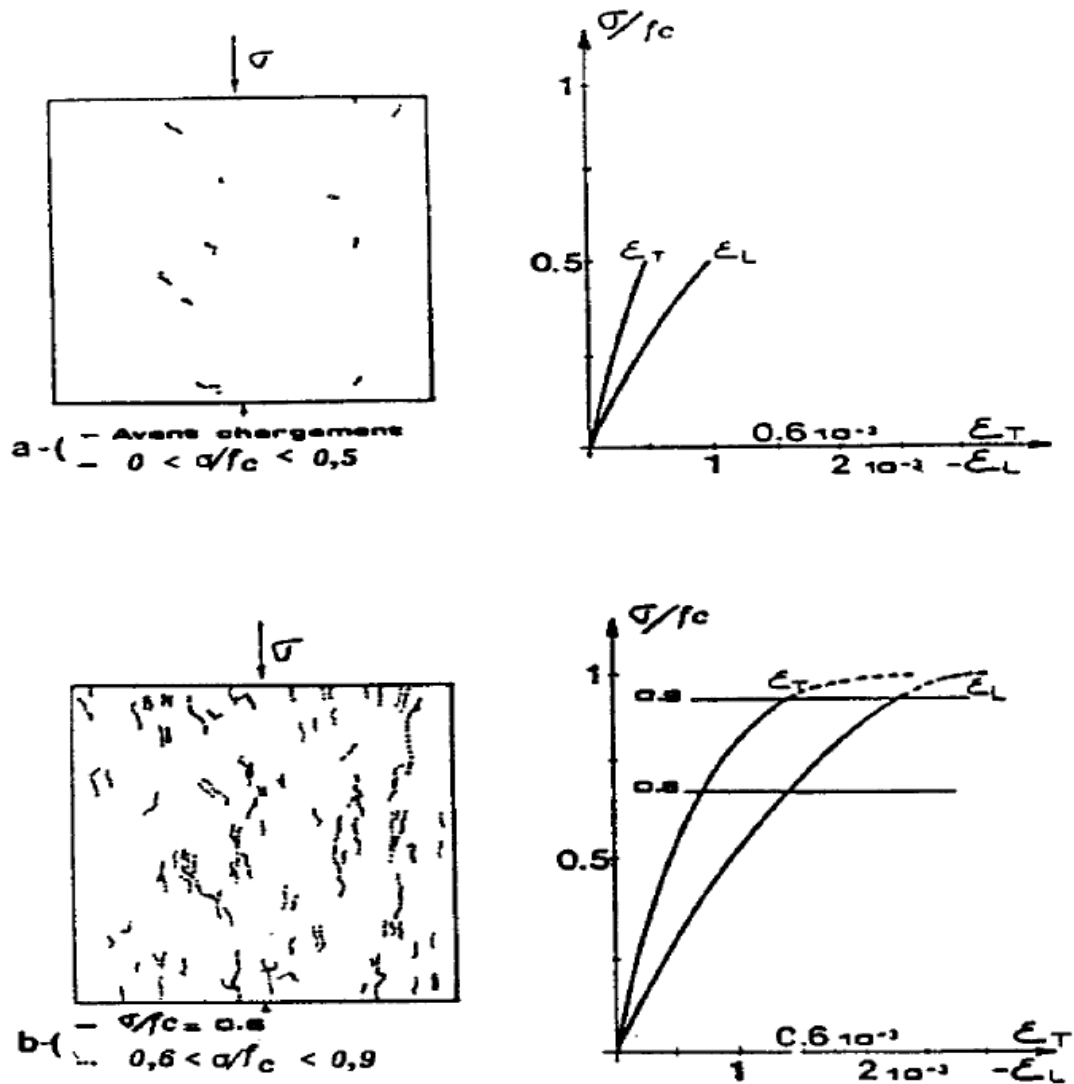 σ
σ/fc
1
0.5
εT
εL
0.6 10⁻³
εT
1
2 10⁻³
-εL
a-(
- Avant chargement
- 0 < σ/fc < 0,5
σ
σ/fc
1
εT
0.9
εL
0.6
0.5
0.6 10⁻³
εT
1
2 10⁻³
-εL
b-(
- σ/fc = 0.6
0,6 < σ/fc < 0,9